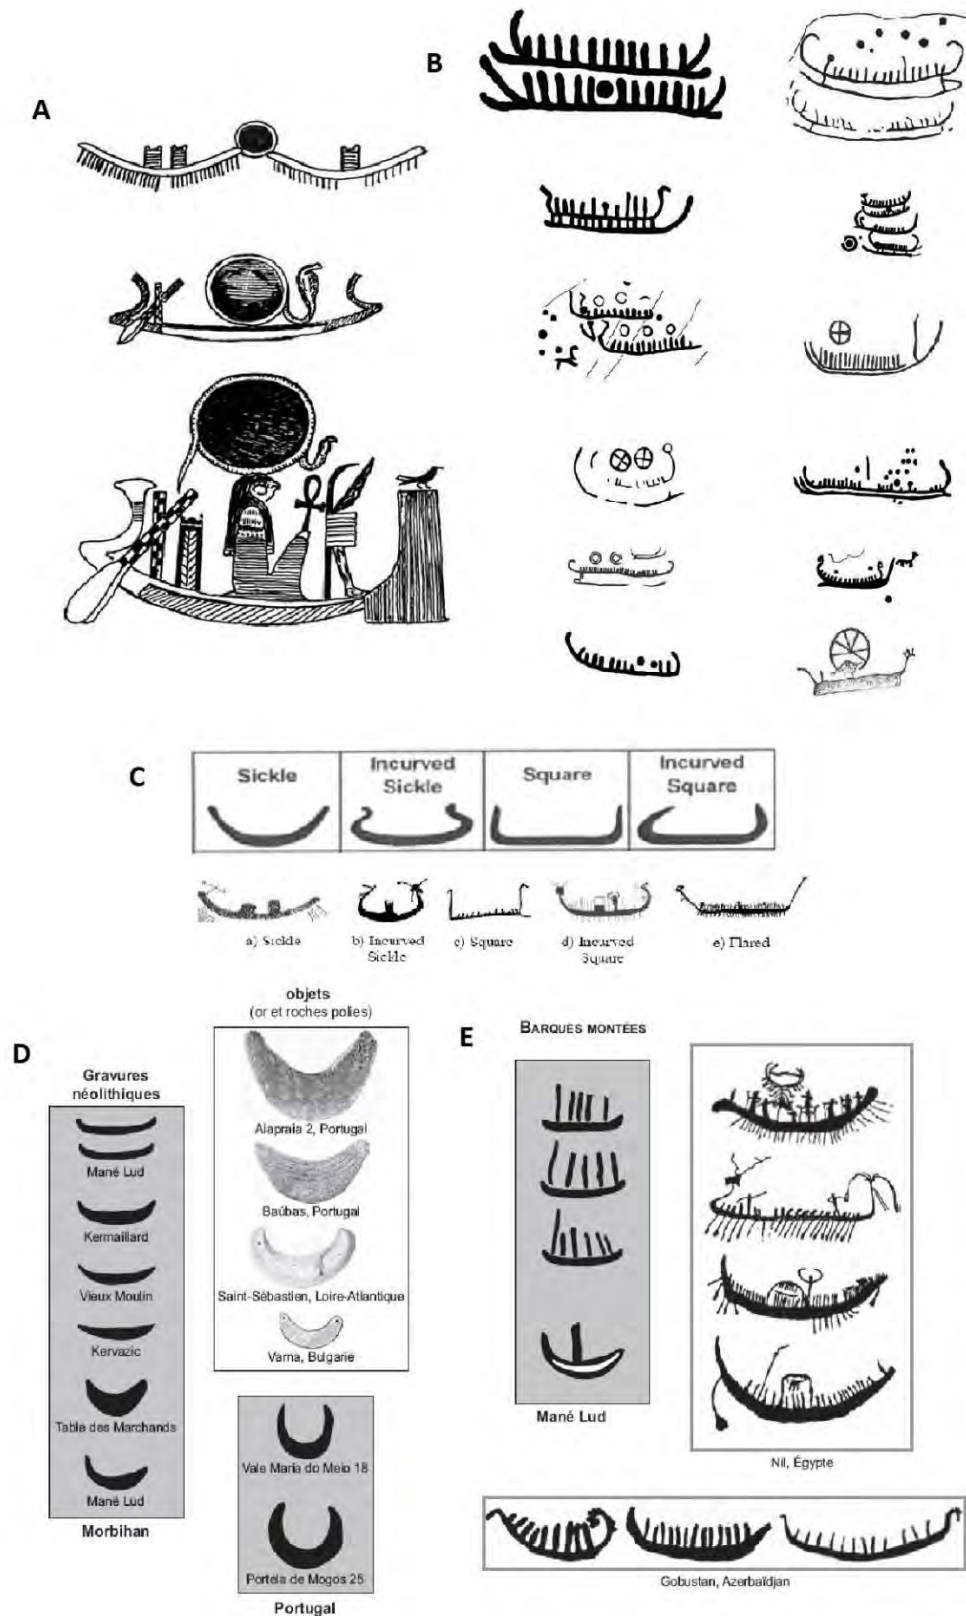 A
B
C
Sickle
Incurved
Sickle
Square
Incurved
Square
a) Sickle
b) Incurved
Sickle
c) Square
d) Incurved
Square
e) Flared
D
Gravures
néolithiques
Mané Lud
Kermaillard
Vieux Moulin
Kervazic
Table des Marchands
Mané Lud
Morbihan
objets
(or et roches polies)
Alapraia 2, Portugal
Baûbas, Portugal
Saint-Sébastien, Loire-Atlantique
Varna, Bulgarie
Vale Maria do Meio 18
Portela de Mogos 25
Portugal
E
BARQUES MONTÉES
Mané Lud
Nil, Égypte
Gobustan, Azerbaïdjan